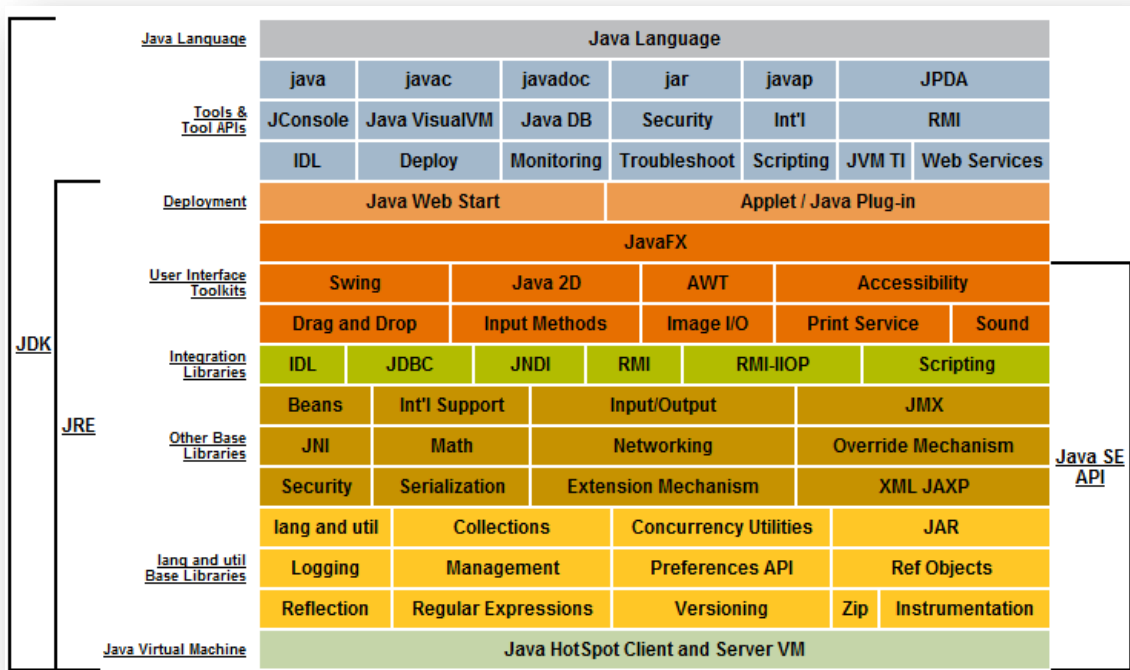 Java Language Java Language
java javac javadoc jar javap JPDA
Tools &
Tool APIs
JConsole Java VisualVM Java DB Security Int'l RMI
IDL Deploy Monitoring Troubleshoot Scripting JVM TI Web Services
Deployment Java Web Start Applet / Java Plug-in
JavaFX
User Interface
Toolkits
Swing Java 2D AWT Accessibility
Drag and Drop Input Methods Image I/O Print Service Sound
JDK
Integration
Libraries
IDL JDBC JNDI RMI RMI-IIOP Scripting
Beans Int'l Support Input/Output JMX
JRE
Other Base
Libraries
JNI Math Networking Override Mechanism
Java SE
API
Security Serialization Extension Mechanism XML JAXP
lang and util Collections Concurrency Utilities JAR
lang and util
Base Libraries
Logging Management Preferences API Ref Objects
Reflection Regular Expressions Versioning Zip Instrumentation
Java Virtual Machine Java HotSpot Client and Server VM